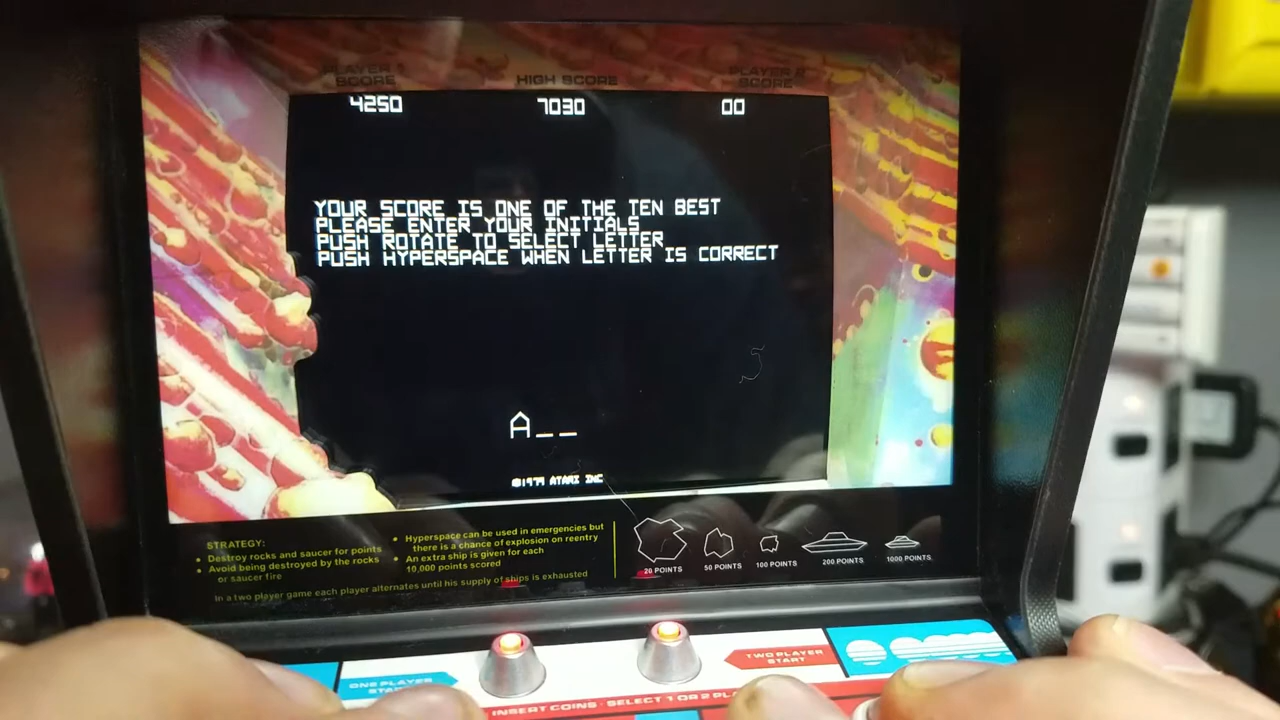 PLAYER 1 HIGH SCORE PLAYER 2
SCORE SCORE
4250 7030 00
YOUR SCORE IS ONE OF THE TEN BEST
PLEASE ENTER YOUR INITIALS
PUSH ROTATE TO SELECT LETTER
PUSH HYPERSPACE WHEN LETTER IS CORRECT
A_ _
©1979 ATARI INC
STRATEGY:
• Destroy rocks and saucer for points
• Avoid being destroyed by the rocks
or saucer fire
• Hyperspace can be used in emergencies but
there is a chance of explosion on reentry
• An extra ship is given for each
10,000 points scored
In a two player game each player alternates until his supply of ships is exhausted
20 POINTS 50 POINTS 100 POINTS 200 POINTS 1000 POINTS
ONE PLAYER
START
TWO PLAYER
START
INSERT COINS · SELECT 1 OR 2